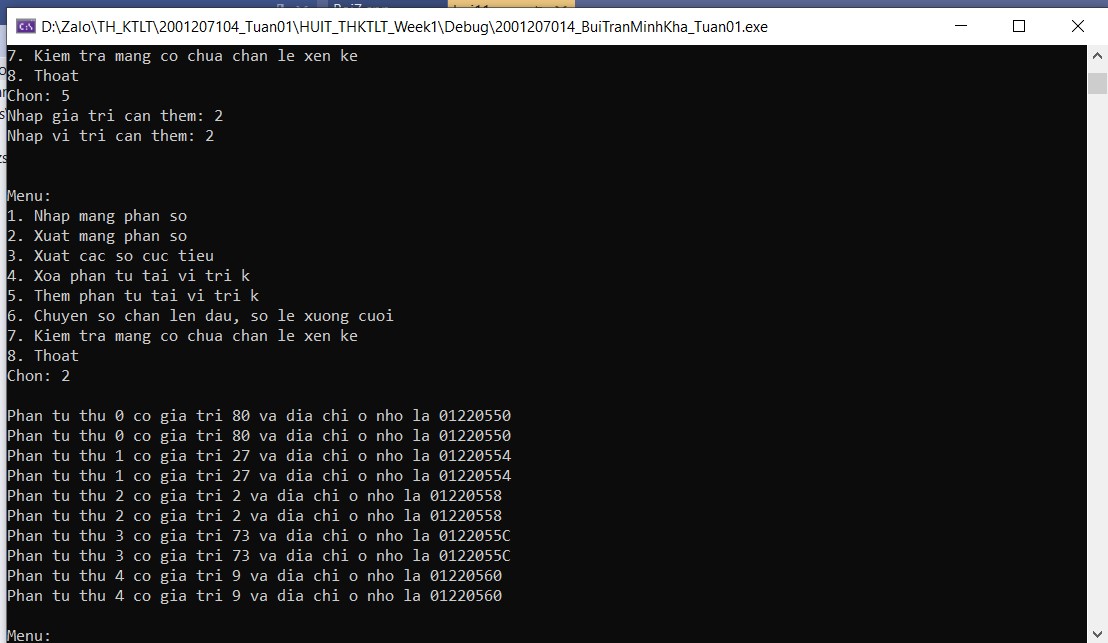 D:\Zalo\TH_KTLT\2001207104_Tuan01\HUIT_THKTLT_Week1\Debug\2001207014_BuiTranMinhKha_Tuan01.exe
7. Kiem tra mang co chua chan le xen ke
8. Thoat
Chon: 5
Nhap gia tri can them: 2
Nhap vi tri can them: 2
Menu:
1. Nhap mang phan so
2. Xuat mang phan so
3. Xuat cac so cuc tieu
4. Xoa phan tu tai vi tri k
5. Them phan tu tai vi tri k
6. Chuyen so chan len dau, so le xuong cuoi
7. Kiem tra mang co chua chan le xen ke
8. Thoat
Chon: 2
Phan tu thu 0 co gia tri 80 va dia chi o nho la 01220550
Phan tu thu 0 co gia tri 80 va dia chi o nho la 01220550
Phan tu thu 1 co gia tri 27 va dia chi o nho la 01220554
Phan tu thu 1 co gia tri 27 va dia chi o nho la 01220554
Phan tu thu 2 co gia tri 2 va dia chi o nho la 01220558
Phan tu thu 2 co gia tri 2 va dia chi o nho la 01220558
Phan tu thu 3 co gia tri 73 va dia chi o nho la 0122055C
Phan tu thu 3 co gia tri 73 va dia chi o nho la 0122055C
Phan tu thu 4 co gia tri 9 va dia chi o nho la 01220560
Phan tu thu 4 co gia tri 9 va dia chi o nho la 01220560
Menu: